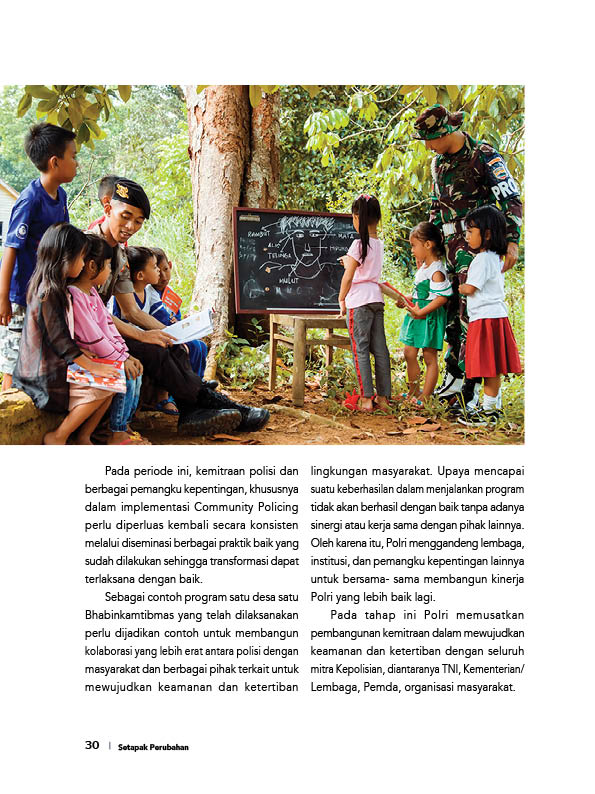 PRO
RAMBUT
MATA
ALIS
TELINGA
HIDUNG
MULUT
Pada periode ini, kemitraan polisi dan
berbagai pemangku kepentingan, khususnya
dalam implementasi Community Policing
perlu diperluas kembali secara konsisten
melalui diseminasi berbagai praktik baik yang
sudah dilakukan sehingga transformasi dapat
terlaksana dengan baik.
Sebagai contoh program satu desa satu
Bhabinkamtibmas yang telah dilaksanakan
perlu dijadikan contoh untuk membangun
kolaborasi yang lebih erat antara polisi dengan
masyarakat dan berbagai pihak terkait untuk
mewujudkan keamanan dan ketertiban
lingkungan masyarakat. Upaya mencapai
suatu keberhasilan dalam menjalankan program
tidak akan berhasil dengan baik tanpa adanya
sinergi atau kerja sama dengan pihak lainnya.
Oleh karena itu, Polri menggandeng lembaga,
institusi, dan pemangku kepentingan lainnya
untuk bersama- sama membangun kinerja
Polri yang lebih baik lagi.
Pada tahap ini Polri memusatkan
pembangunan kemitraan dalam mewujudkan
keamanan dan ketertiban dengan seluruh
mitra Kepolisian, diantaranya TNI, Kementerian/
Lembaga, Pemda, organisasi masyarakat.
30 | Setapak Perubahan